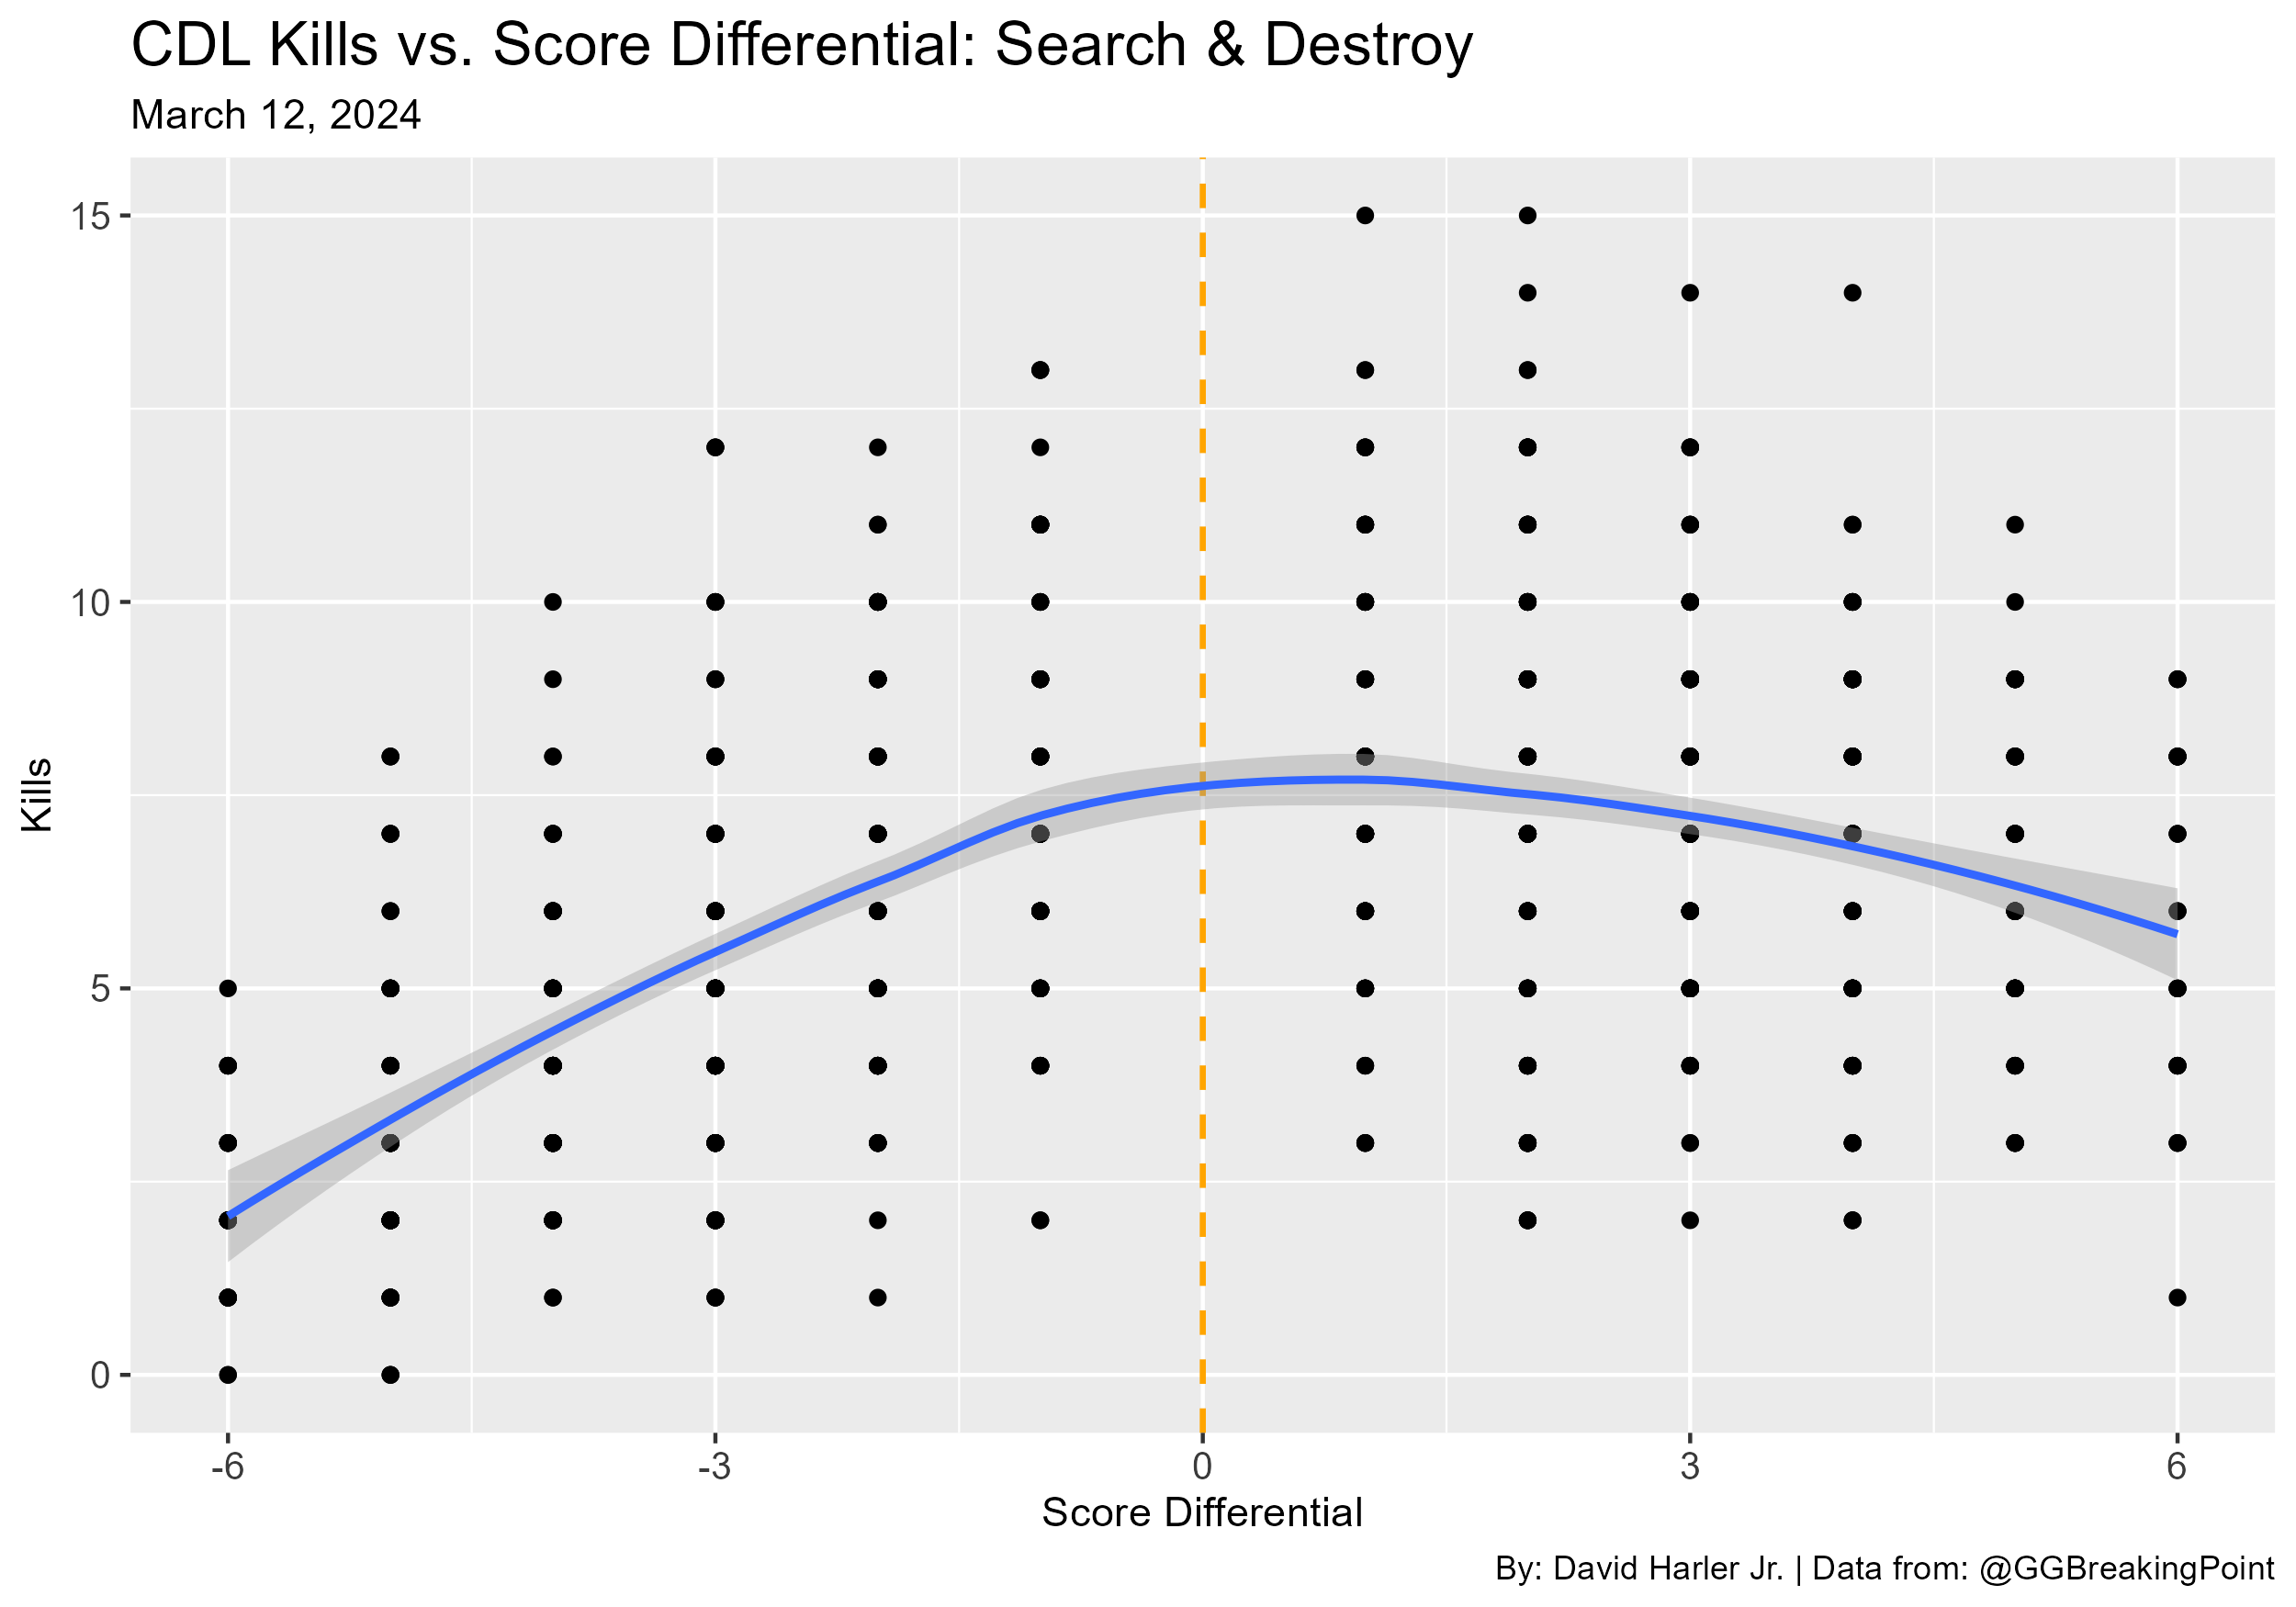 CDL Kills vs. Score Differential: Search & Destroy
March 12, 2024
15
10
5
0
Kills
-6 -3 0 3 6
Score Differential
By: David Harler Jr. | Data from: @GGBreakingPoint